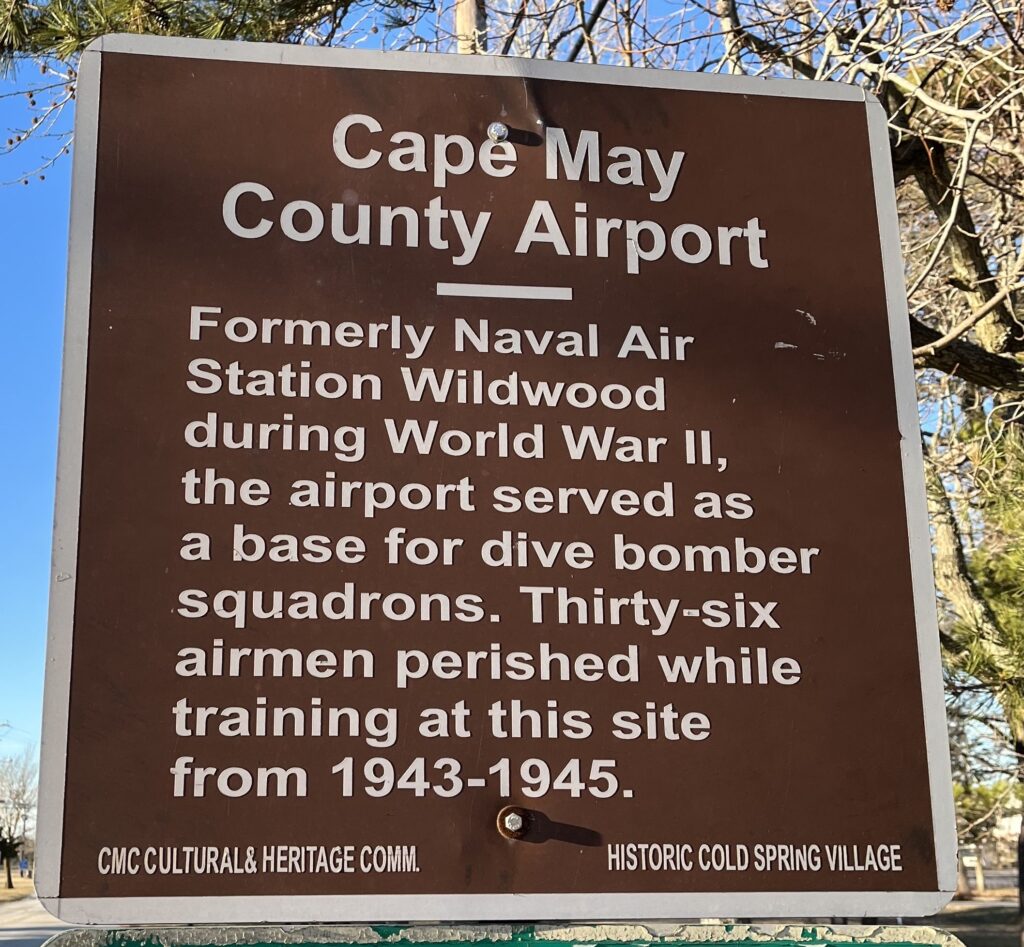 Cape May
County Airport
Formerly Naval Air
Station Wildwood
during World War II,
the airport served as
a base for dive bomber
squadrons. Thirty-six
airmen perished while
training at this site
from 1943-1945.
CMC CULTURAL & HERITAGE COMM.
HISTORIC COLD SPRING VILLAGE